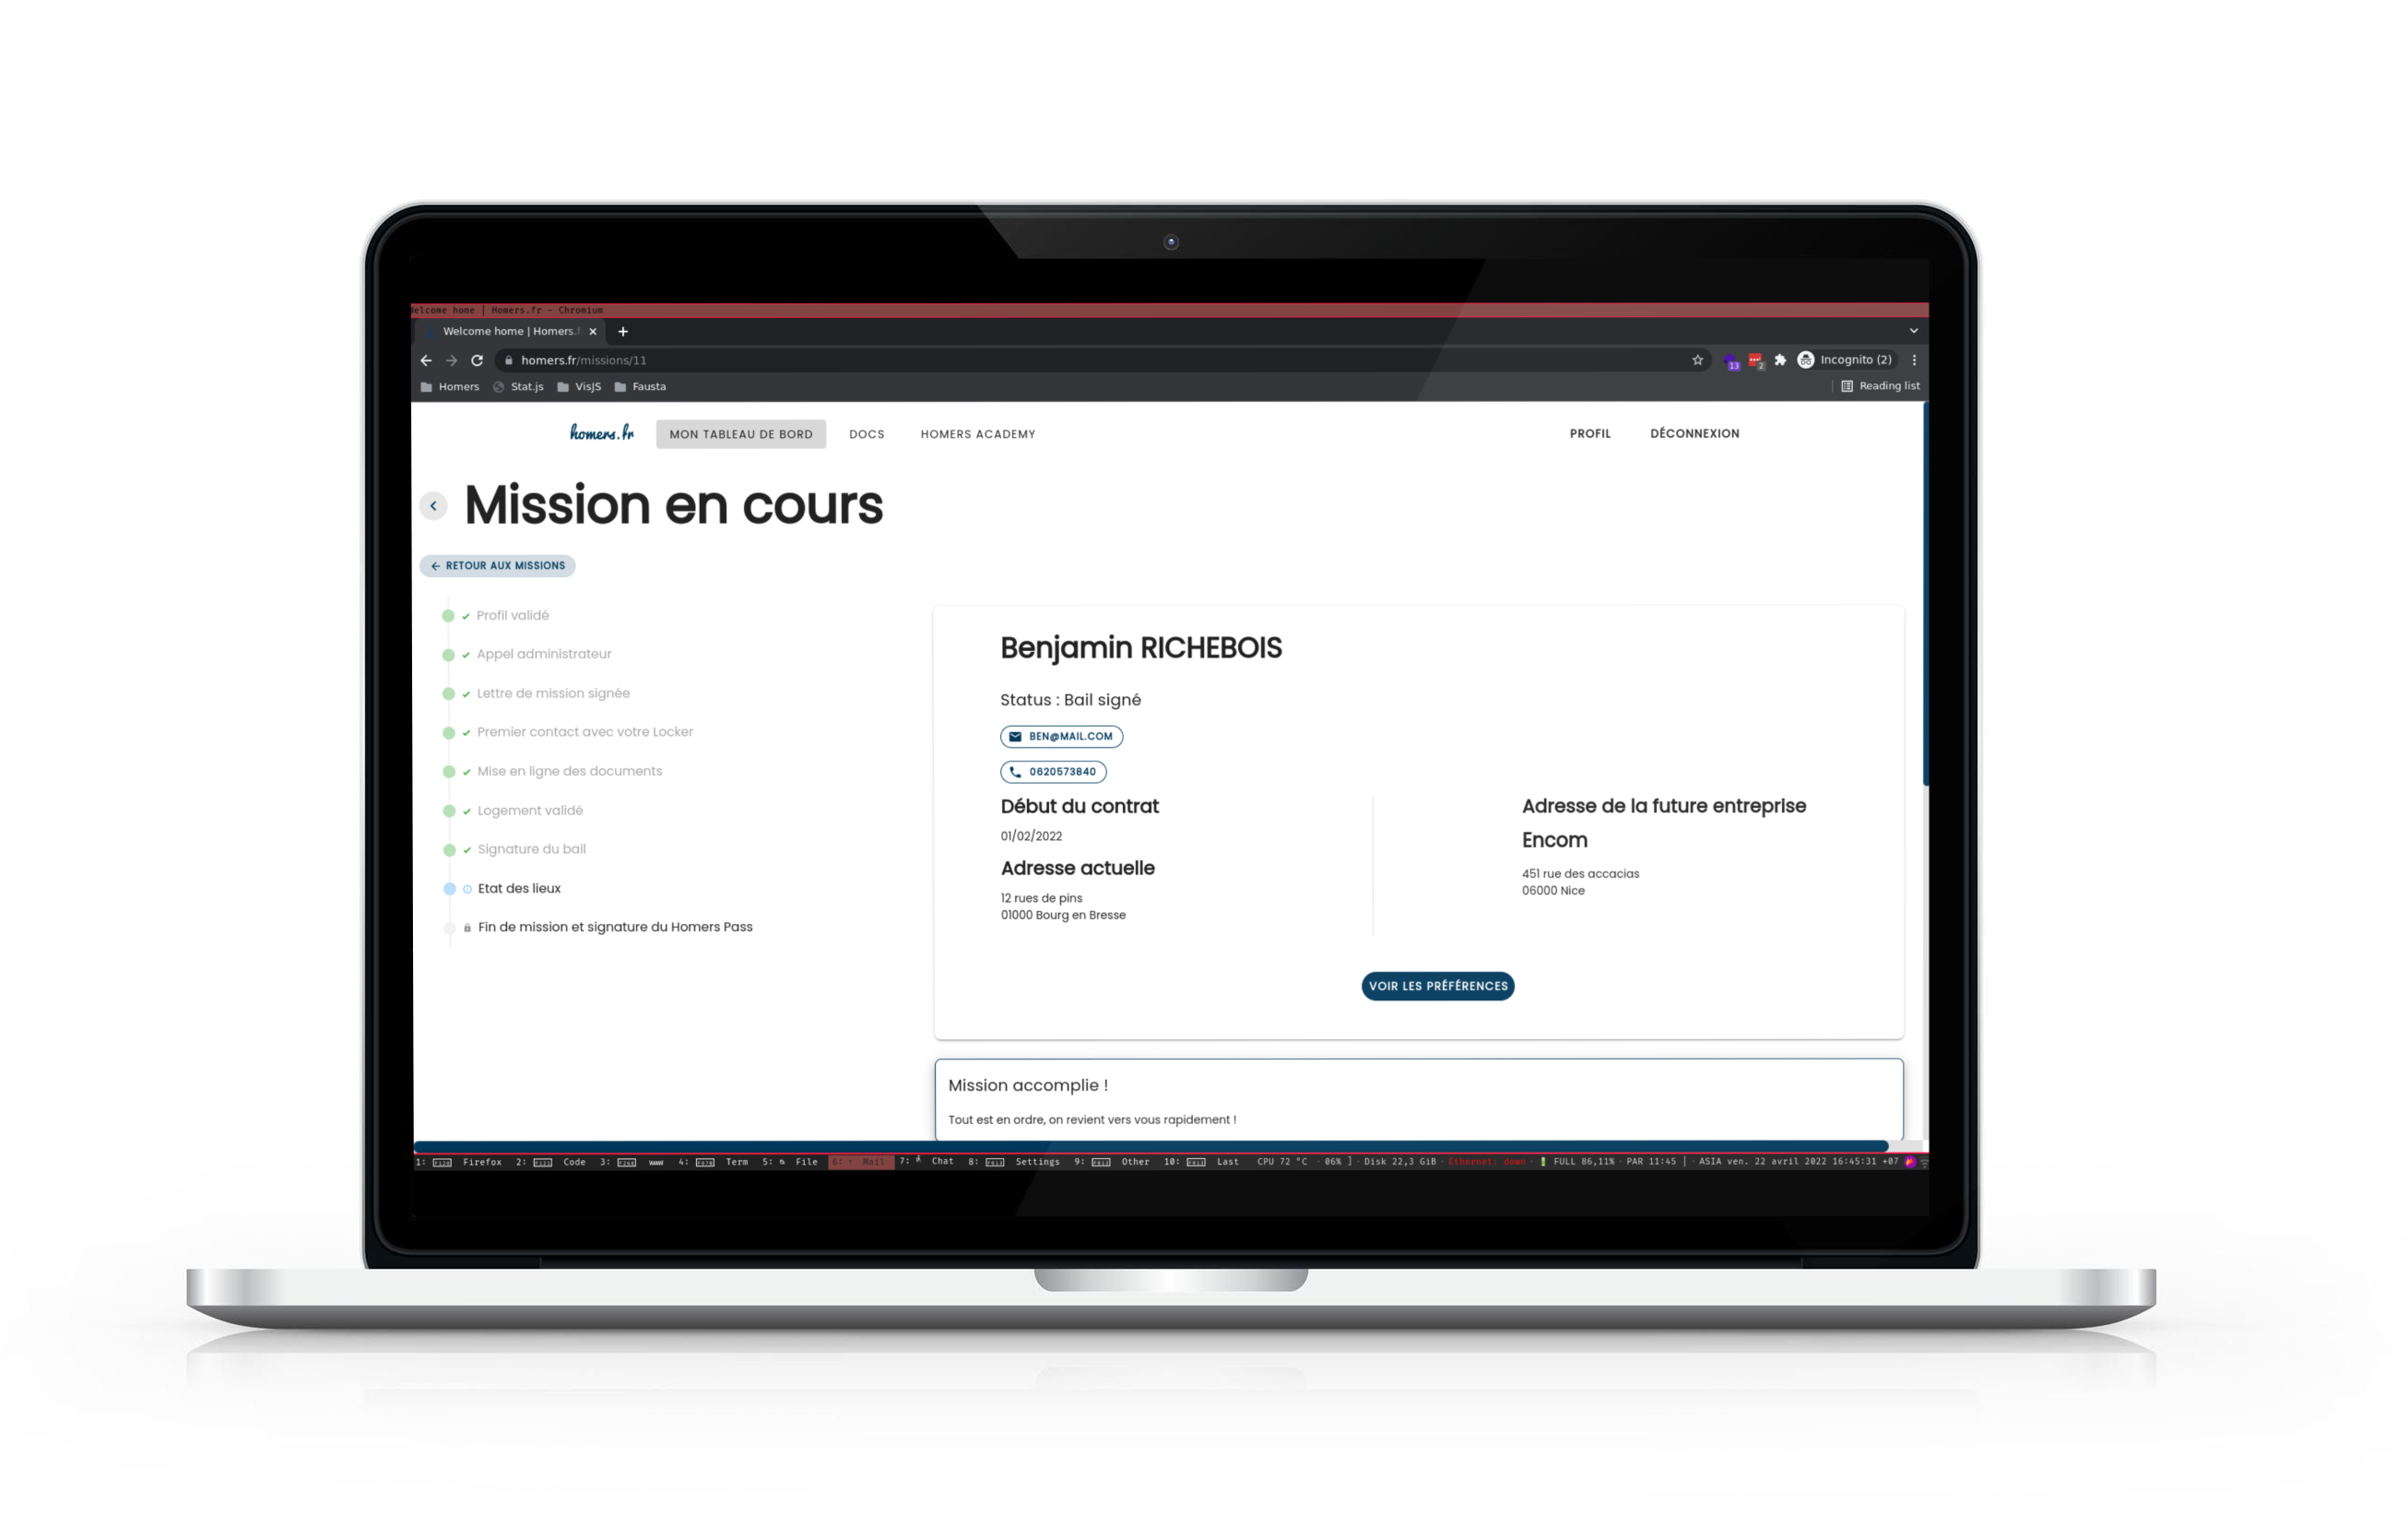 Welcome home | Homers.fr - Chromium
Welcome home | Homers.f
homers.fr/missions/11
13
2
Incognito (2)
Homers
Stat.js
VisJS
Fausta
Reading list
homers.fr
MON TABLEAU DE BORD
DOCS
HOMERS ACADEMY
PROFIL
DÉCONNEXION
Mission en cours
RETOUR AUX MISSIONS
Profil validé
Appel administrateur
Lettre de mission signée
Premier contact avec votre Locker
Mise en ligne des documents
Logement validé
Signature du bail
Etat des lieux
Fin de mission et signature du Homers Pass
Benjamin RICHEBOIS
Status : Bail signé
BEN@MAIL.COM
0620573840
Début du contrat
01/02/2022
Adresse actuelle
12 rues de pins
01000 Bourg en Bresse
Adresse de la future entreprise
Encom
451 rue des accacias
06000 Nice
VOIR LES PRÉFÉRENCES
Mission accomplie !
Tout est en ordre, on revient vers vous rapidement !
1: Firefox 2: Code 3: www 4: Term 5: File 6: Mail 7: Chat 8: Settings 9: Other 10: Last CPU 72 °C · 06% ] · Disk 22,3 GiB · Ethernet: down · FULL 86,11% · PAR 11:45 | · ASIA ven. 22 avril 2022 16:45:31 +07